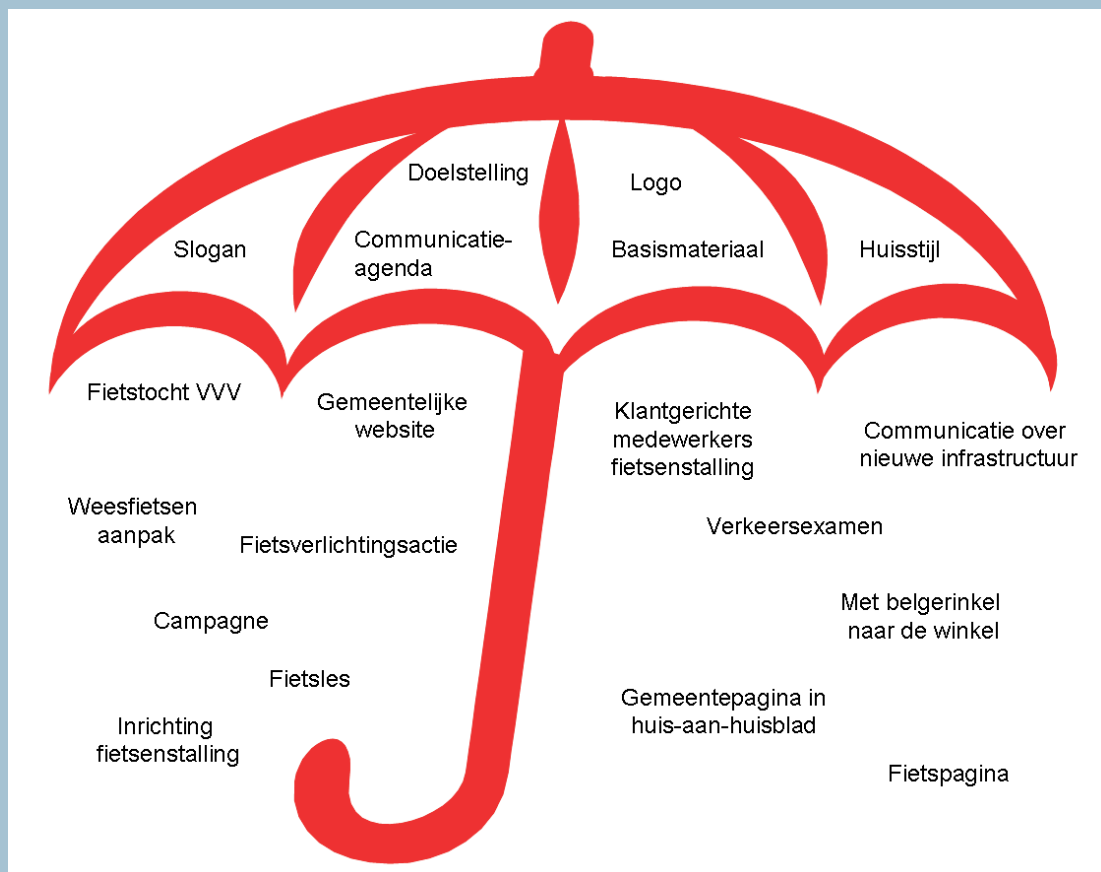 Doelstelling
Logo
Slogan
Communicatie-
agenda
Basismateriaal
Huisstijl
Fietstocht VVV
Gemeentelijke
website
Klantgerichte
medewerkers
fietsenstalling
Communicatie over
nieuwe infrastructuur
Weesfietsen
aanpak
Fietsverlichtingsactie
Verkeersexamen
Campagne
Met belgerinkel
naar de winkel
Fietsles
Gemeentepagina in
huis-aan-huisblad
Inrichting
fietsenstalling
Fietspagina